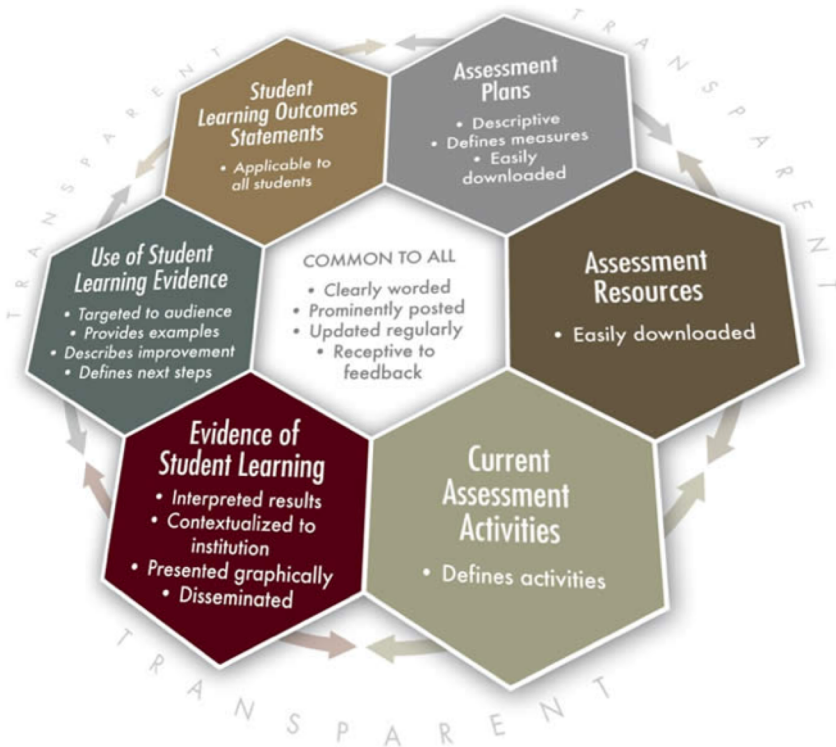 TRANSPARENT
TRANSPARENT
Student
Learning Outcomes
Statements
• Applicable to
all students
Assessment
Plans
• Descriptive
• Defines measures
• Easily
downloaded
Use of Student
Learning Evidence
• Targeted to audience
• Provides examples
• Describes improvement
• Defines next steps
COMMON TO ALL
• Clearly worded
• Prominently posted
• Updated regularly
• Receptive to
feedback
Assessment
Resources
• Easily downloaded
Evidence of
Student Learning
• Interpreted results
• Contextualized to
institution
• Presented graphically
• Disseminated
Current
Assessment
Activities
• Defines activities
TRANSPARENT